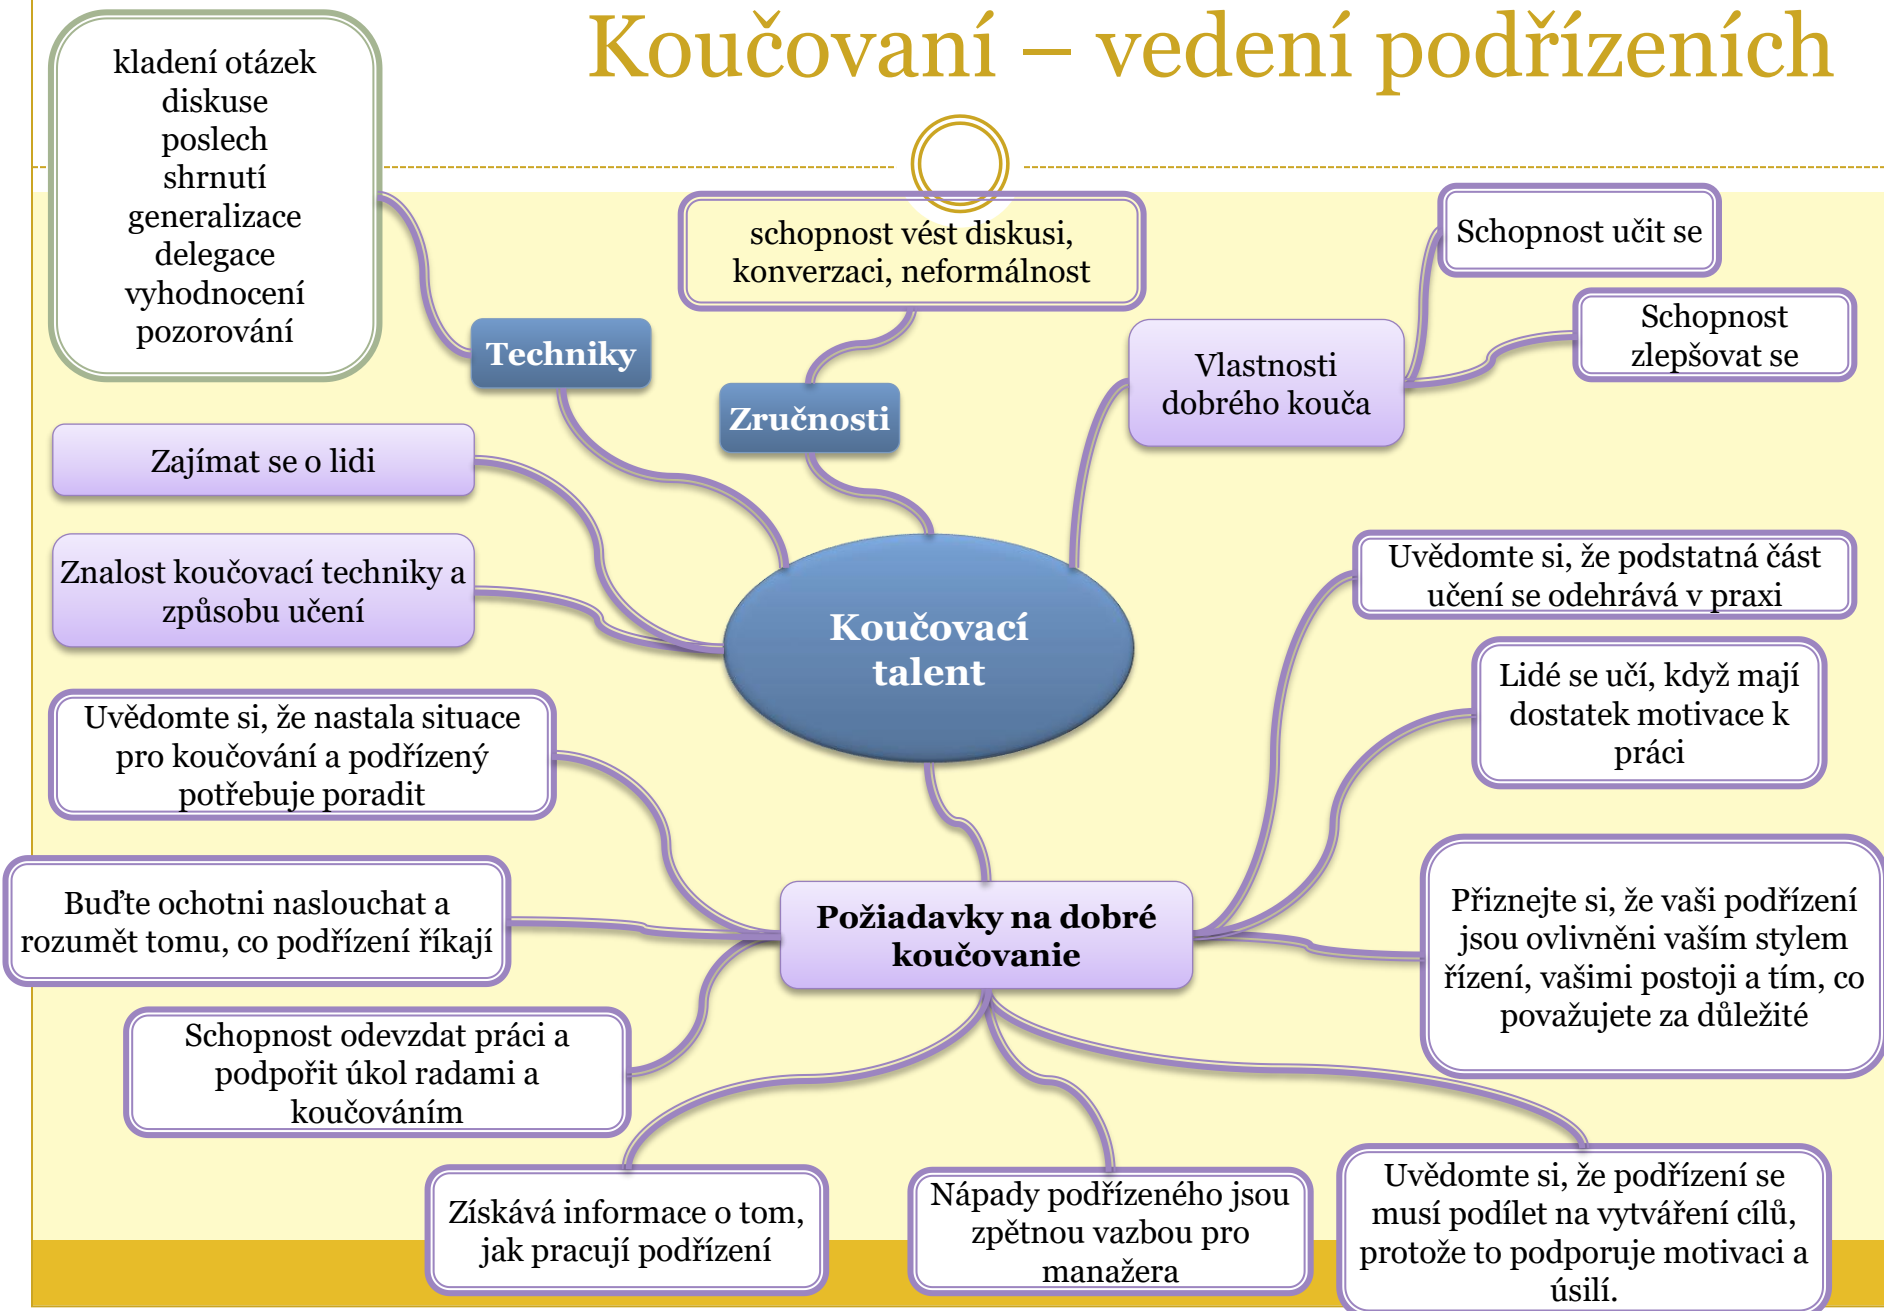 Koučovaní – vedení podřízeních
kladení otázek
diskuse
poslech
shrnutí
generalizace
delegace
vyhodnocení
pozorování
schopnost vést diskusi,
konverzaci, neformálnost
Schopnost učit se
Schopnost
zlepšovat se
Techniky
Zručnosti
Vlastnosti
dobrého kouča
Zajímat se o lidi
Znalost koučovací techniky a
způsobu učení
Koučovací
talent
Uvědomte si, že podstatná část
učení se odehrává v praxi
Lidé se učí, když mají
dostatek motivace k
práci
Uvědomte si, že nastala situace
pro koučování a podřízený
potřebuje poradit
Buďte ochotni naslouchat a
rozumět tomu, co podřízení říkají
Požiadavky na dobré
koučovanie
Přiznejte si, že vaši podřízení
jsou ovlivněni vaším stylem
řízení, vašimi postoji a tím, co
považujete za důležité
Schopnost odevzdat práci a
podpořit úkol radami a
koučováním
Získává informace o tom,
jak pracují podřízení
Nápady podřízeného jsou
zpětnou vazbou pro
manažera
Uvědomte si, že podřízení se
musí podílet na vytváření cílů,
protože to podporuje motivaci a
úsilí.